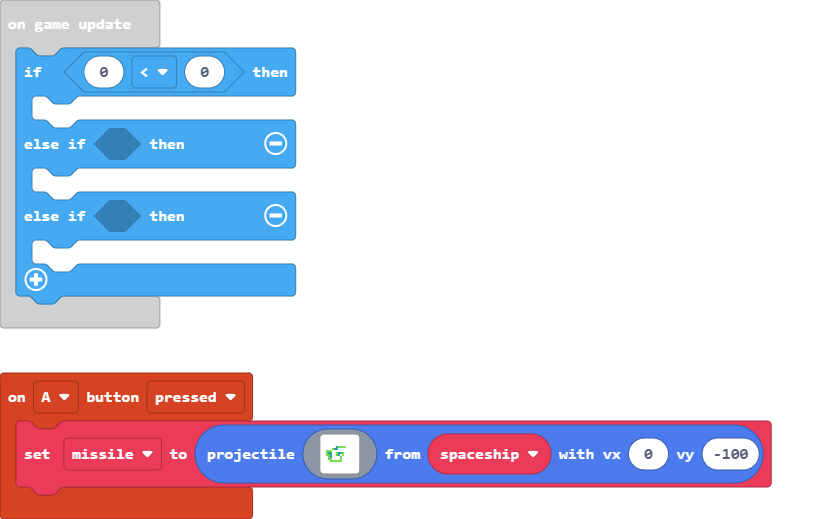 on game update
if 0 < 0 then
else if then
else if then
on A button pressed
set missile to projectile from spaceship with vx 0 vy -100